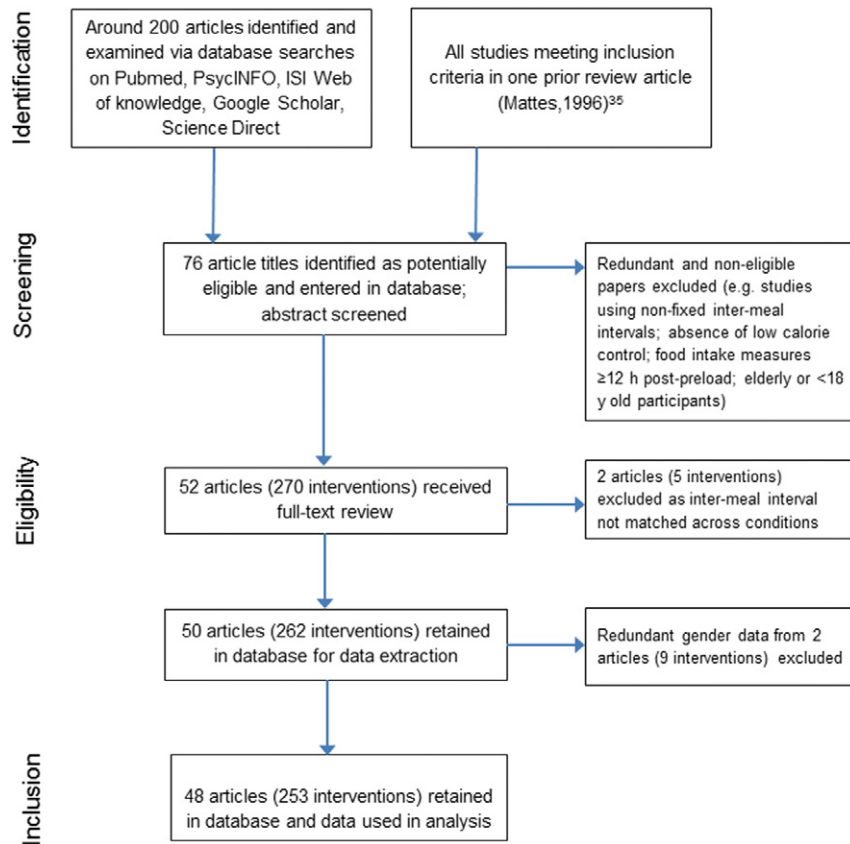 Identification
Around 200 articles identified and
examined via database searches
on Pubmed, PsycINFO, ISI Web
of knowledge, Google Scholar,
Science Direct
All studies meeting inclusion
criteria in one prior review article
(Mattes,1996)³⁵
Screening
76 article titles identified as potentially
eligible and entered in database;
abstract screened
Redundant and non-eligible
papers excluded (e.g. studies
using non-fixed inter-meal
intervals; absence of low calorie
control; food intake measures
≥12 h post-preload; elderly or <18
y old participants)
Eligibility
52 articles (270 interventions) received
full-text review
2 articles (5 interventions)
excluded as inter-meal interval
not matched across conditions
50 articles (262 interventions) retained
in database for data extraction
Redundant gender data from 2
articles (9 interventions) excluded
Inclusion
48 articles (253 interventions) retained
in database and data used in analysis